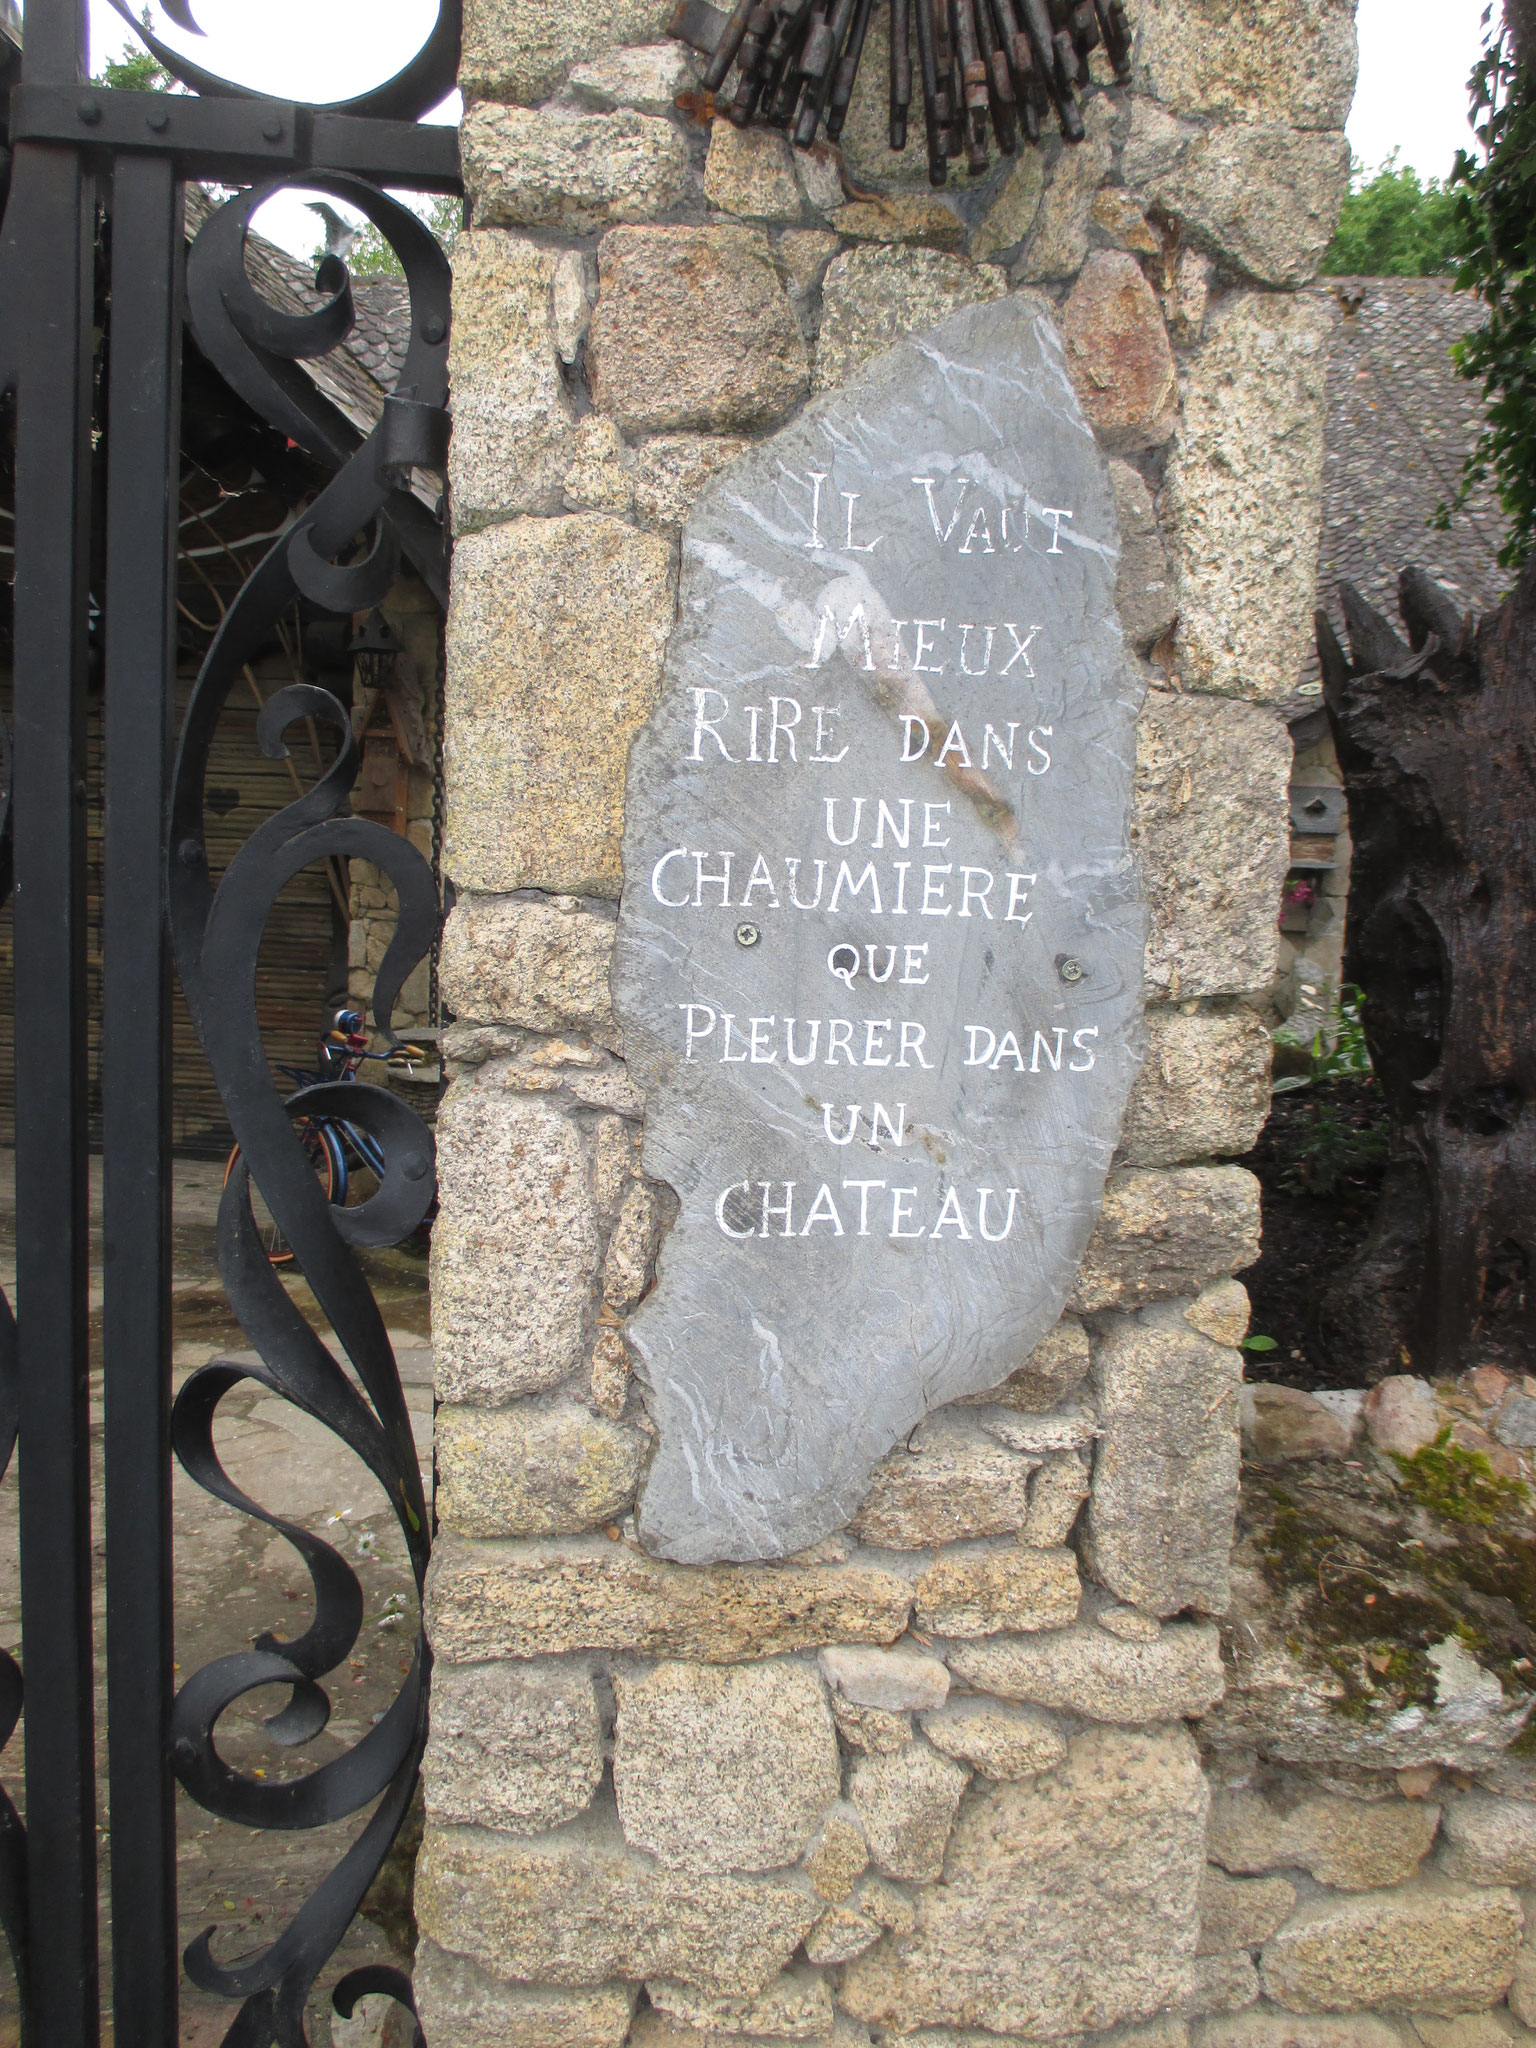 IL VAUT
MIEUX
RIRE DANS
UNE
CHAUMIERE
QUE
PLEURER DANS
UN
CHATEAU